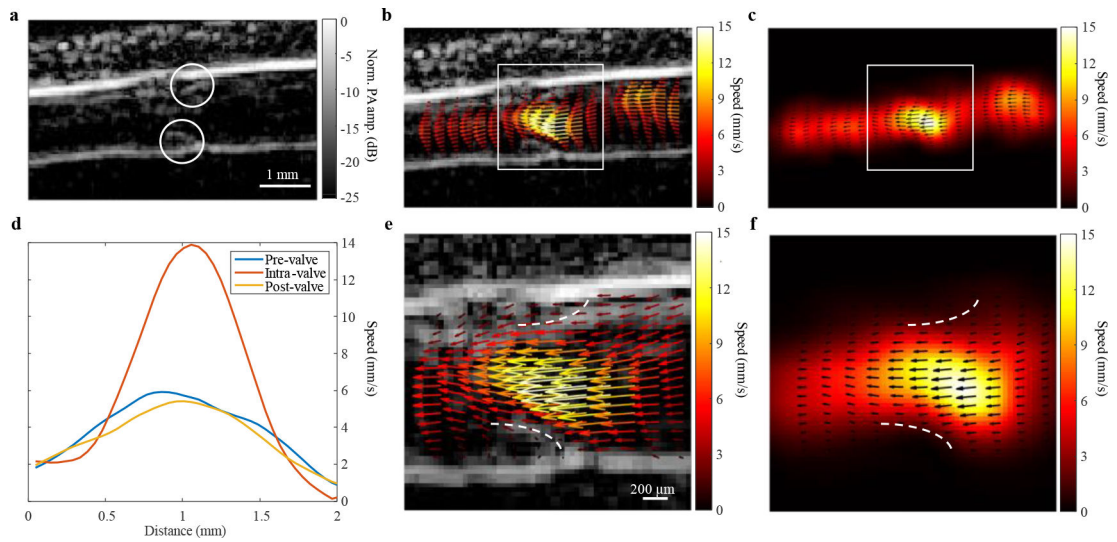 a
0
-5
-10
-15
-20
-25
Norm. PA amp. (dB)
1 mm
b
15
12
9
6
3
0
Speed (mm/s)
c
15
12
9
6
3
0
Speed (mm/s)
d
Pre-valve
Intra-valve
Post-valve
14
12
10
8
6
4
2
0
Speed (mm/s)
0
0.5
1
1.5
2
Distance (mm)
e
200 μm
15
12
9
6
3
0
Speed (mm/s)
f
15
12
9
6
3
0
Speed (mm/s)